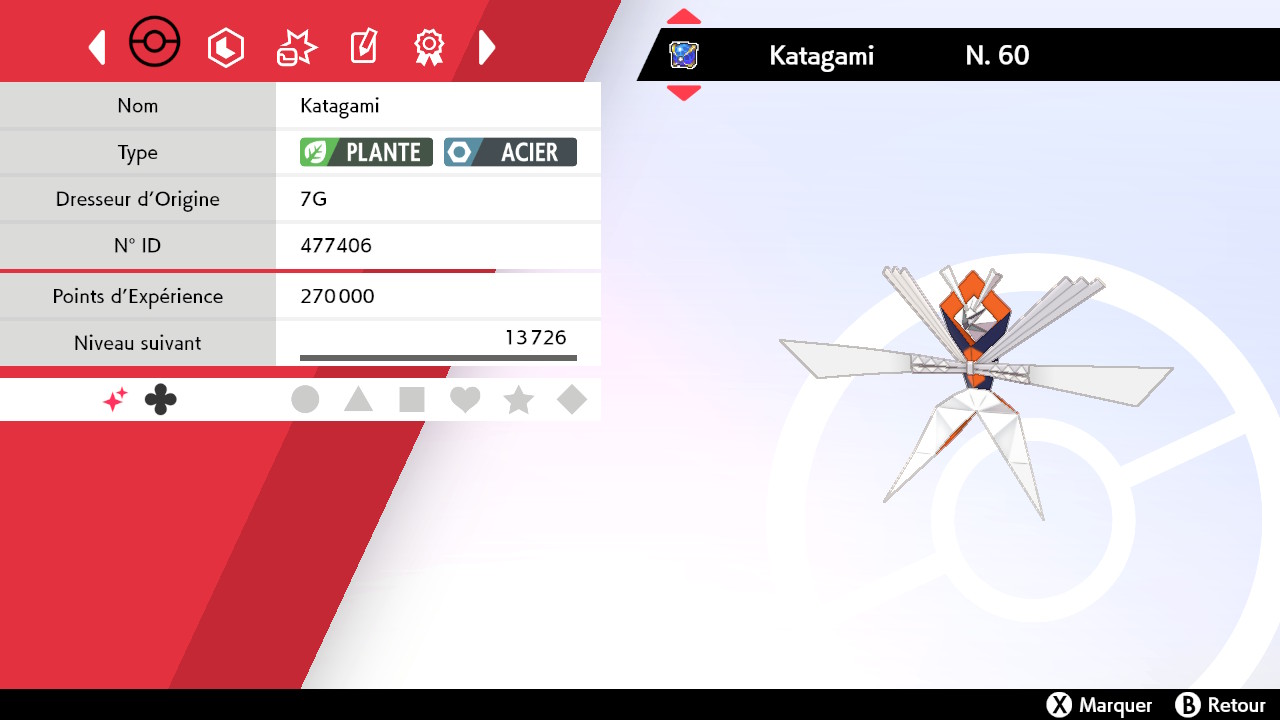 Katagami N. 60
Nom Katagami
Type PLANTE ACIER
Dresseur d'Origine 7G
N° ID 477406
Points d'Expérience 270 000
Niveau suivant 13 726
X Marquer B Retour